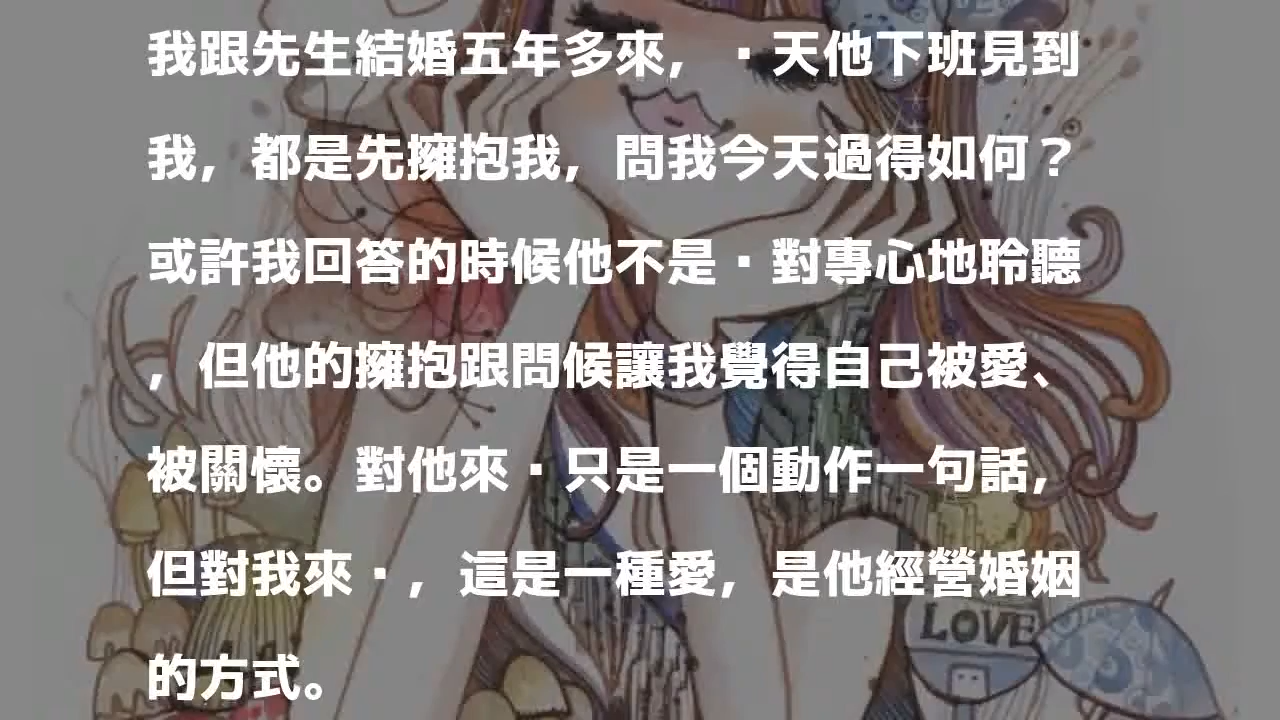 我跟先生結婚五年多來，▪天他下班見到
我，都是先擁抱我，問我今天過得如何？
或許我回答的時候他不是▪對專心地聆聽
，但他的擁抱跟問候讓我覺得自己被愛、
被關懷。對他來▪只是一個動作一句話，
但對我來▪，這是一種愛，是他經營婚姻
的方式。
LOVE